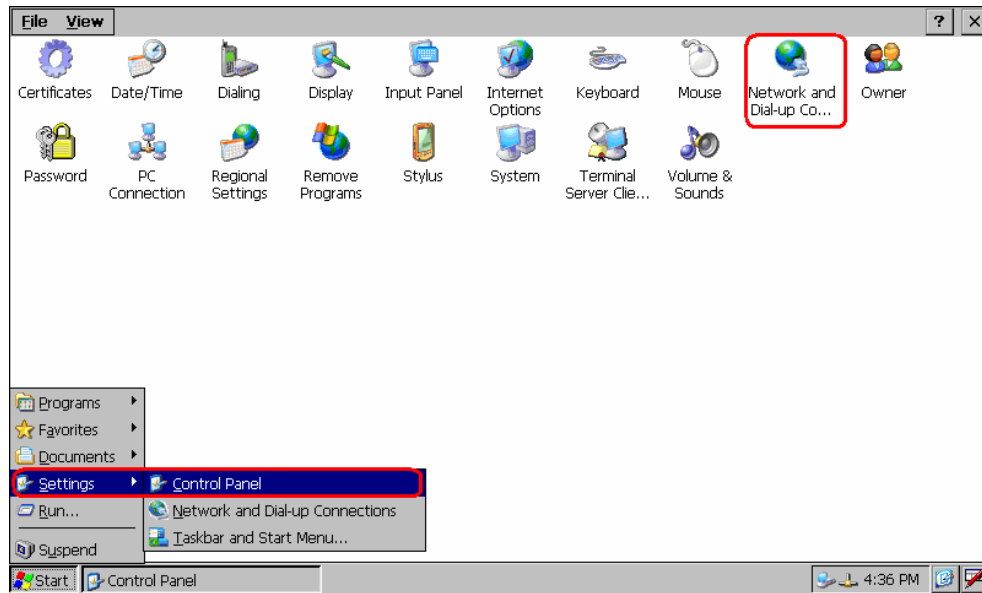 File View ? ×
Certificates Date/Time Dialing Display Input Panel Internet Options Keyboard Mouse Network and Dial-up Co... Owner
Password PC Connection Regional Settings Remove Programs Stylus System Terminal Server Clie... Volume & Sounds
Programs
Favorites
Documents
Settings Control Panel
Run... Network and Dial-up Connections
Taskbar and Start Menu...
Suspend
Start Control Panel 4:36 PM